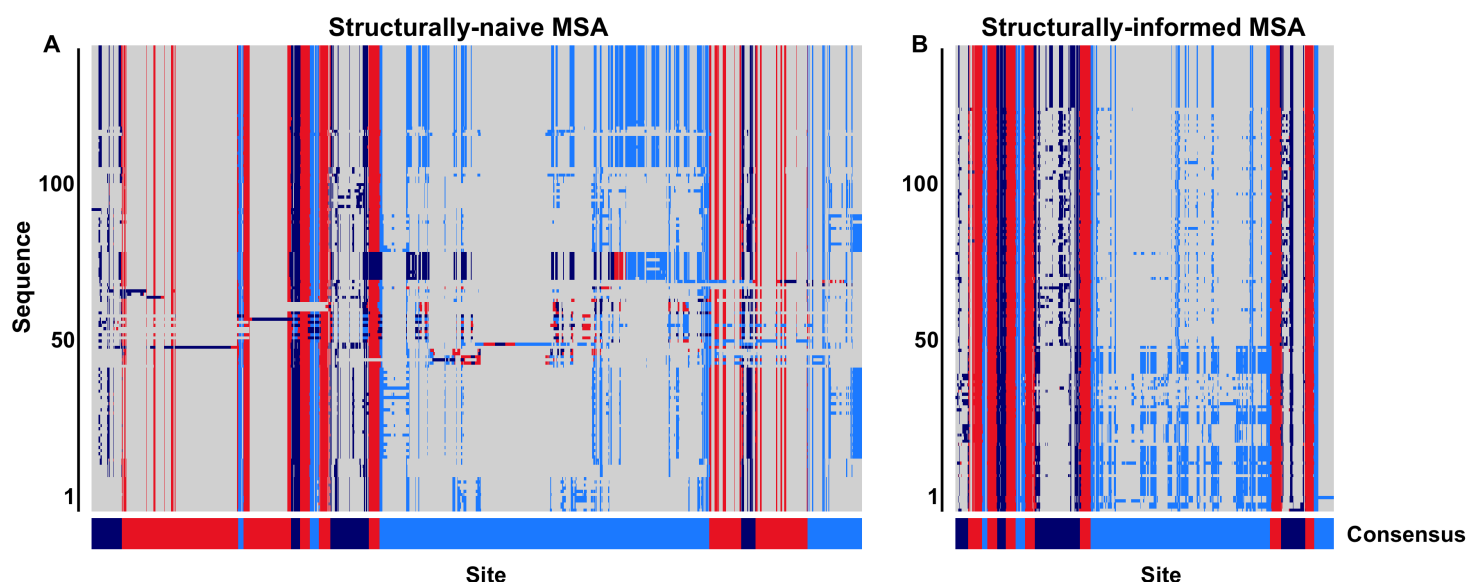 A
Structurally-naive MSA
B
Structurally-informed MSA
Sequence
100
50
1
100
50
1
Consensus
Site
Site